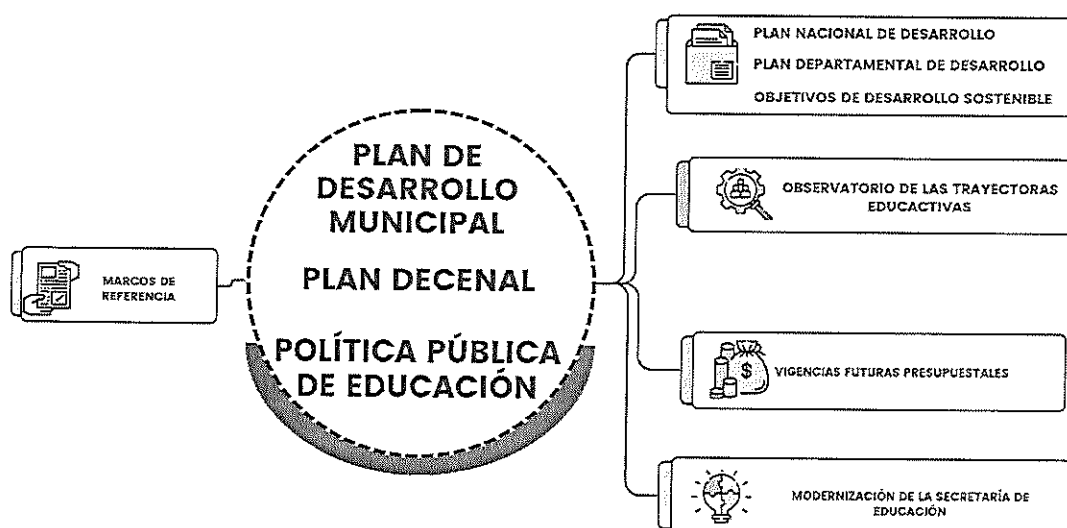 MARCOS DE
REFERENCIA
PLAN DE
DESARROLLO
MUNICIPAL
PLAN DECENAL
POLÍTICA PÚBLICA
DE EDUCACIÓN
PLAN NACIONAL DE DESARROLLO
PLAN DEPARTAMENTAL DE DESARROLLO
OBJETIVOS DE DESARROLLO SOSTENIBLE
OBSERVATORIO DE LAS TRAYECTORAS
EDUCACTIVAS
$
VIGENCIAS FUTURAS PRESUPUESTALES
MODERNIZACIÓN DE LA SECRETARÍA DE
EDUCACIÓN